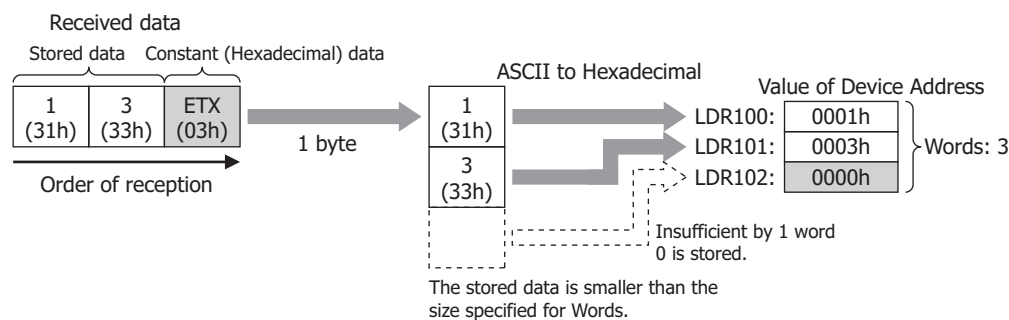 Received data
Stored data Constant (Hexadecimal) data
1 3 ETX
(31h) (33h) (03h)
Order of reception
1 byte
ASCII to Hexadecimal
1
(31h)
3
(33h)
Value of Device Address
LDR100: 0001h
LDR101: 0003h
LDR102: 0000h
Words: 3
Insufficient by 1 word
0 is stored.
The stored data is smaller than the
size specified for Words.